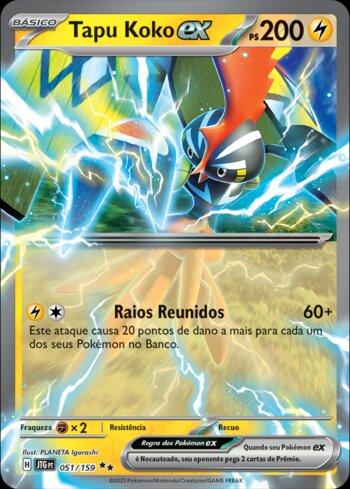 BÁSICO Tapu Koko ex PS 200
Raios Reunidos 60+
Este ataque causa 20 pontos de dano a mais para cada um
dos seus Pokémon no Banco.
Fraqueza ×2 Resistência Recuo
Ilust. PLANETA Igarashi
H JTG PT 051/159
Regra dos Pokémon ex Quando seu Pokémon ex
é Nocauteado, seu oponente pega 2 cartas de Prêmio.
©2025 Pokémon/Nintendo/Creatures/GAME FREAK